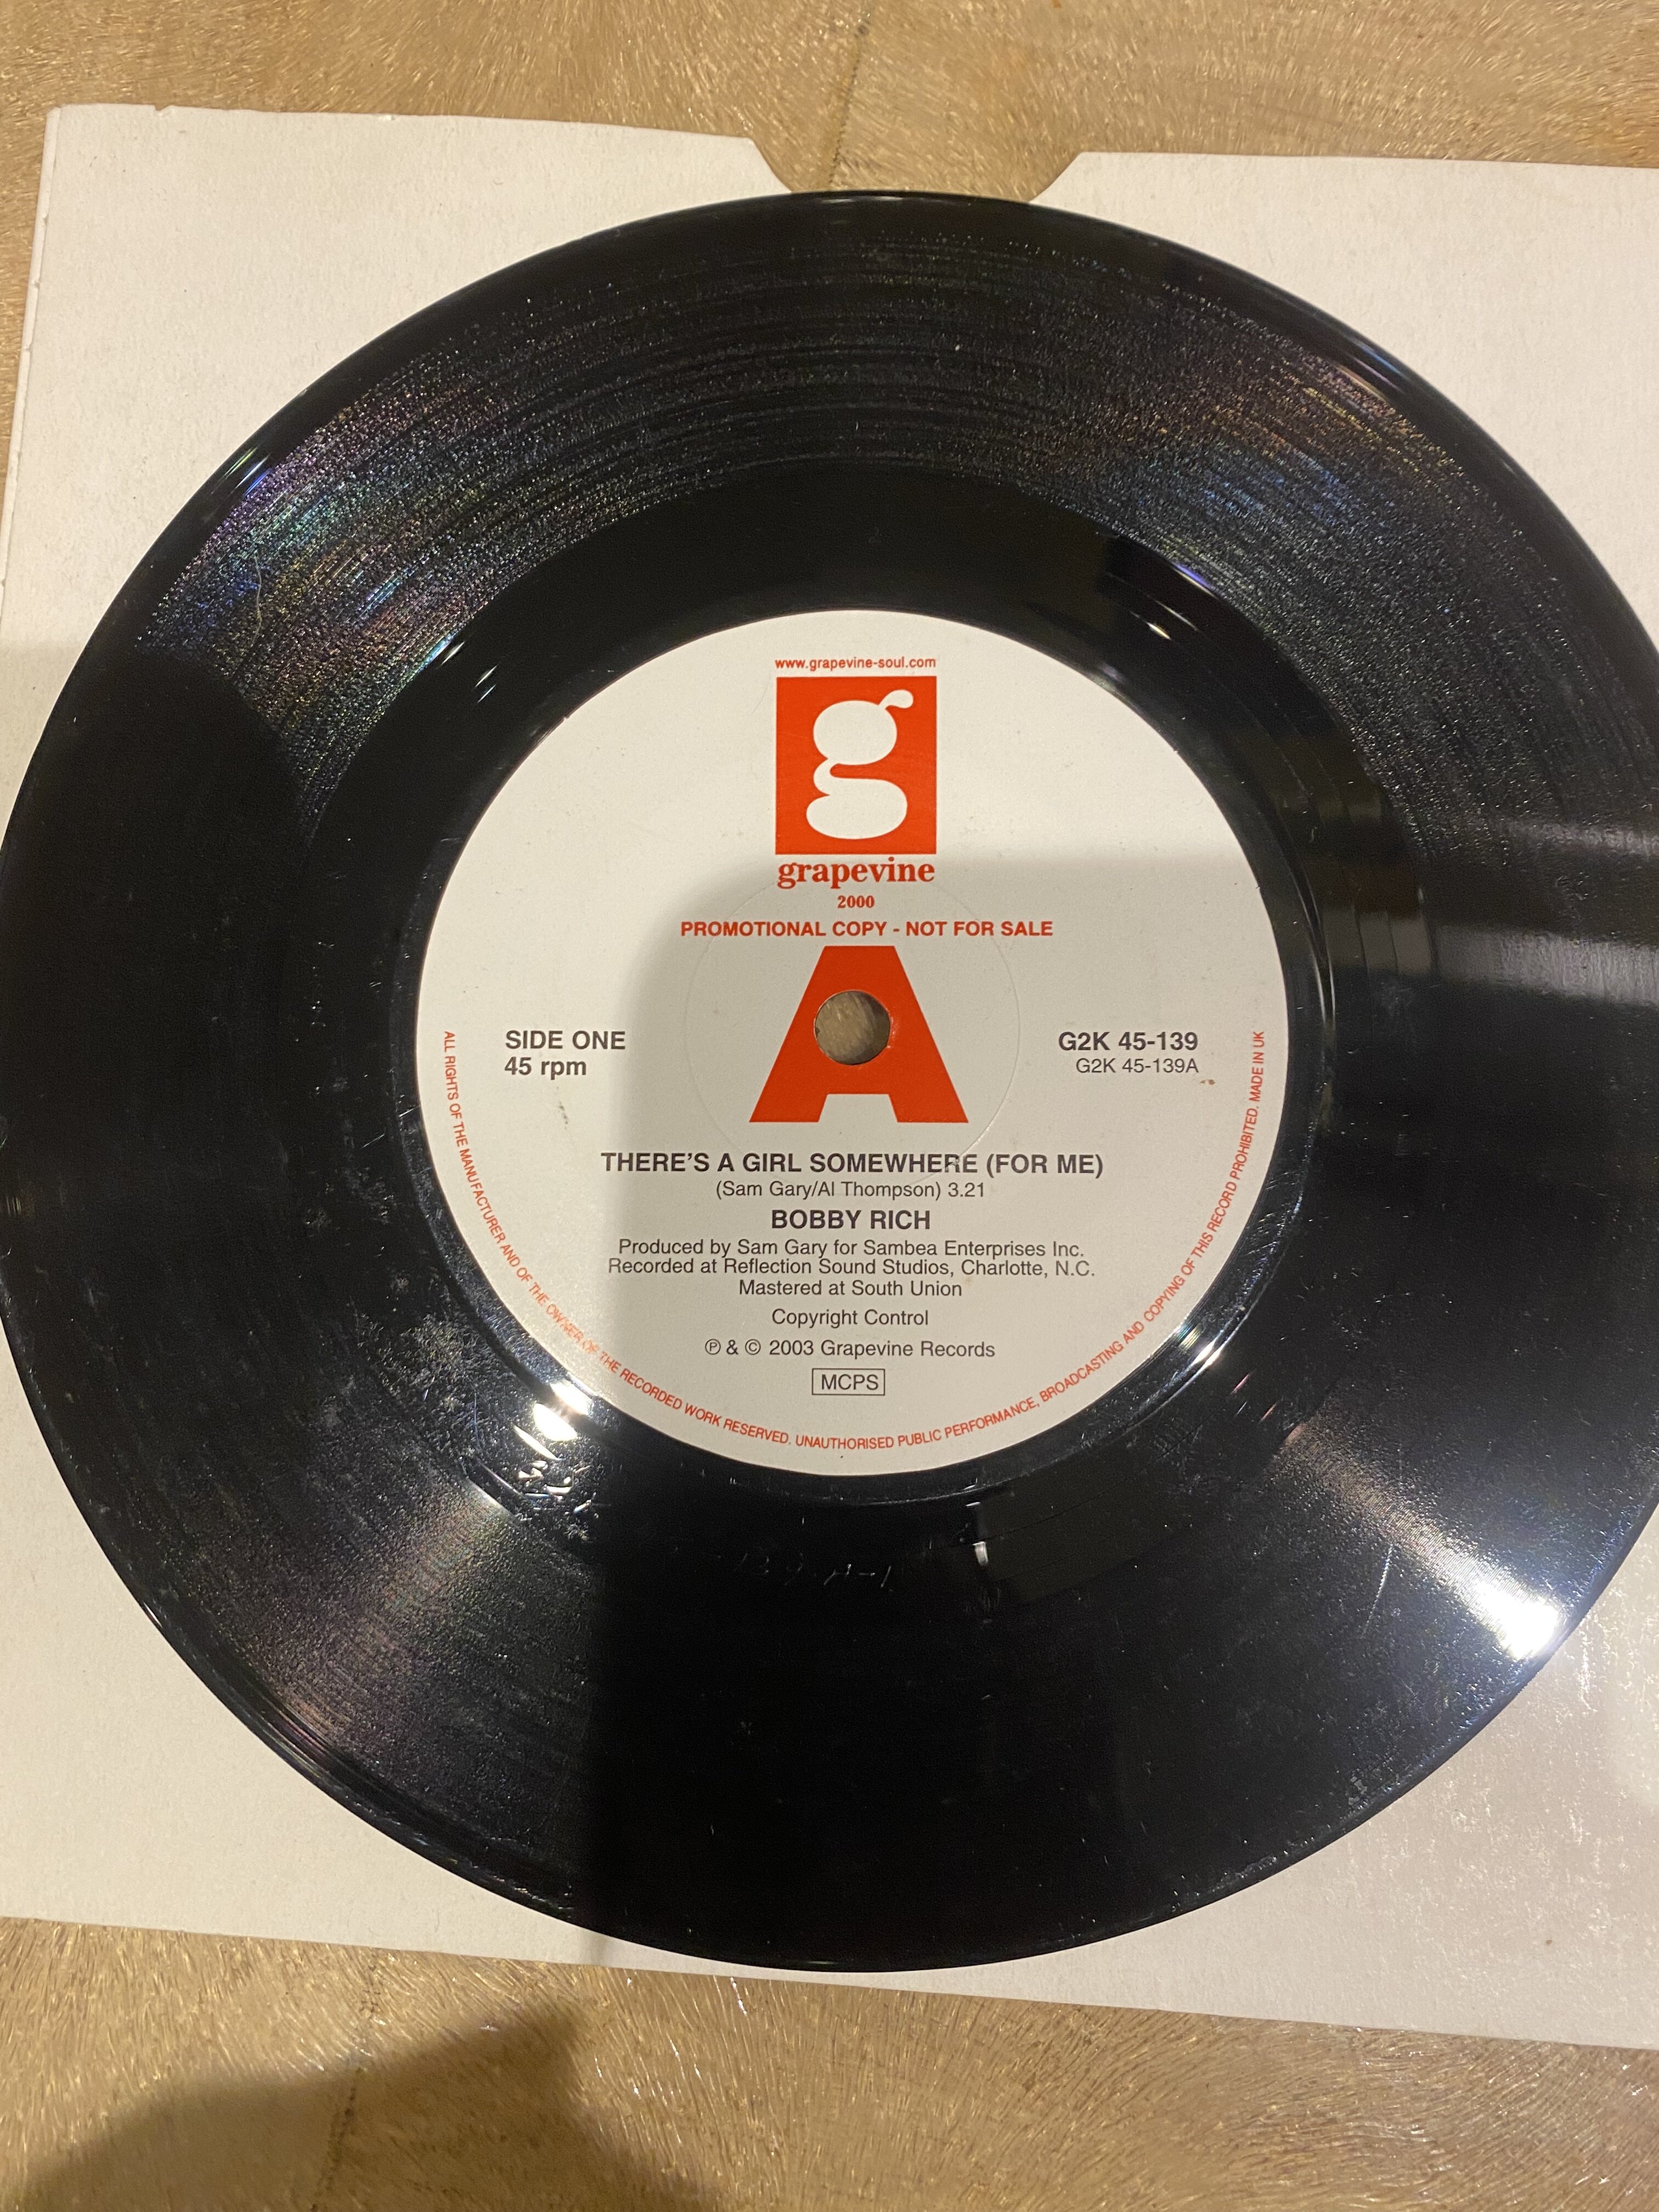 www.grapevine-soul.com
g
grapevine
2000
PROMOTIONAL COPY - NOT FOR SALE
A
SIDE ONE
45 rpm
G2K 45-139
G2K 45-139A
THERE'S A GIRL SOMEWHERE (FOR ME)
(Sam Gary/Al Thompson) 3.21
BOBBY RICH
Produced by Sam Gary for Sambea Enterprises Inc.
Recorded at Reflection Sound Studios, Charlotte, N.C.
Mastered at South Union
Copyright Control
℗ & © 2003 Grapevine Records
MCPS
ALL RIGHTS OF THE MANUFACTURER AND OF THE OWNER OF THE RECORDED WORK RESERVED. UNAUTHORISED PUBLIC PERFORMANCE, BROADCASTING AND COPYING OF THIS RECORD PROHIBITED. MADE IN UK